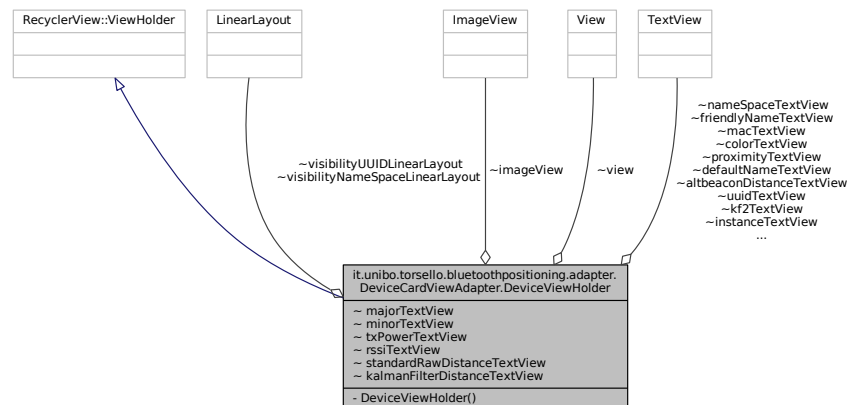 RecyclerView::ViewHolder
LinearLayout
ImageView
View
TextView
~nameSpaceTextView
~friendlyNameTextView
~macTextView
~colorTextView
~proximityTextView
~defaultNameTextView
~altbeaconDistanceTextView
~uuidTextView
~kf2TextView
~instanceTextView
...
~visibilityUUIDLinearLayout
~visibilityNameSpaceLinearLayout
~imageView
~view
it.unibo.torsello.bluetoothpositioning.adapter.
DeviceCardViewAdapter.DeviceViewHolder
~ majorTextView
~ minorTextView
~ txPowerTextView
~ rssiTextView
~ standardRawDistanceTextView
~ kalmanFilterDistanceTextView
- DeviceViewHolder()